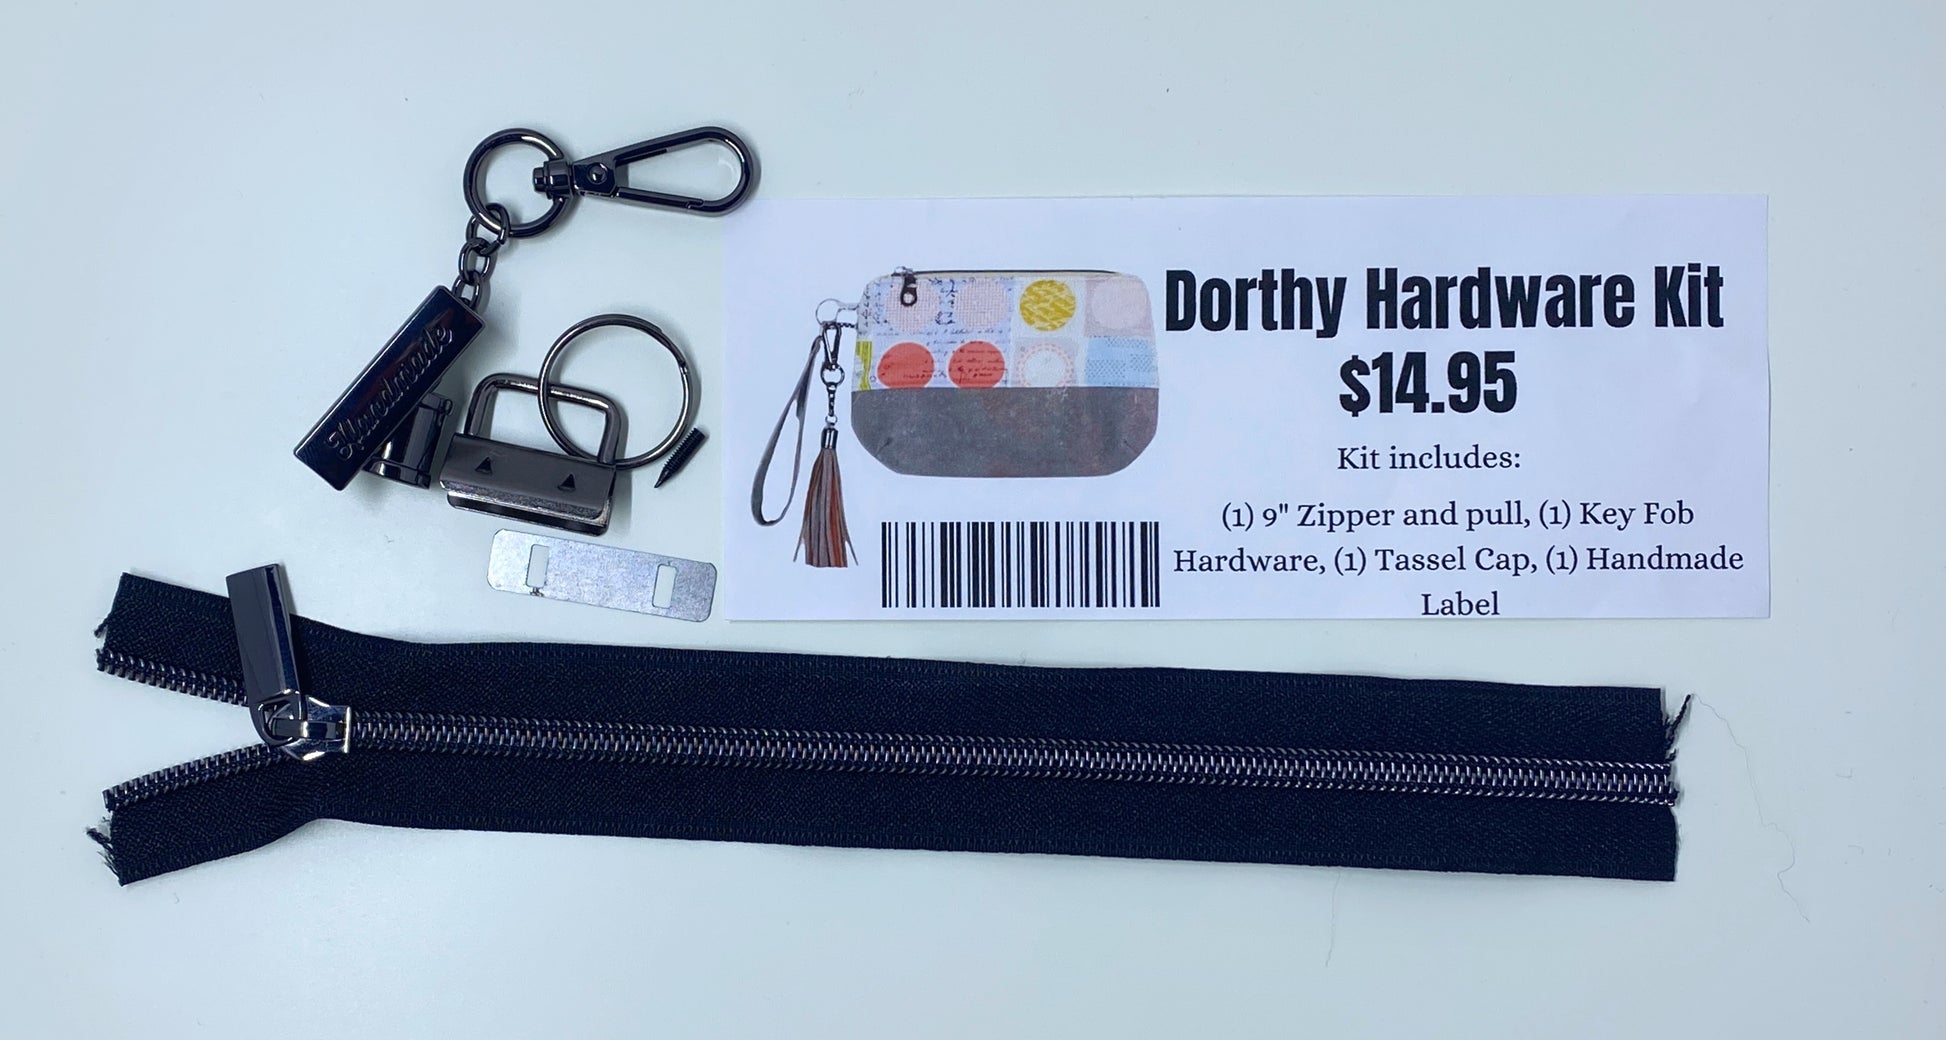 Handmade
Dorthy Hardware Kit
$14.95
Kit includes:
(1) 9" Zipper and pull, (1) Key Fob
Hardware, (1) Tassel Cap, (1) Handmade
Label